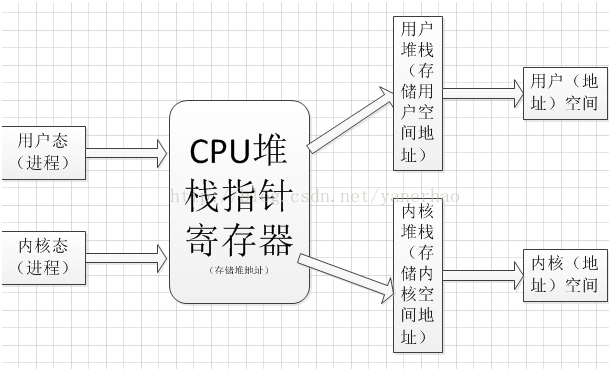 用户态
（进程）
内核态
（进程）
CPU堆
栈指针
寄存器
（存储堆地址）
用户
堆栈
（存
储用
户空
间地
址）
用户（地
址）空间
内核
堆栈
（存
储内
核空
间地
址）
内核（地
址）空间
http://blog.csdn.net/yanerhao